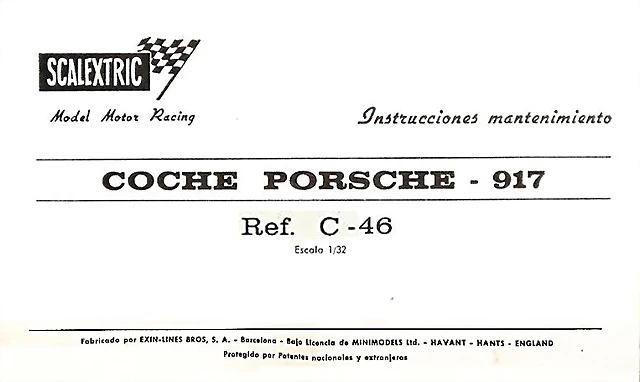 SCALEXTRIC
Model Motor Racing
Instrucciones mantenimiento
COCHE PORSCHE - 917
Ref. C-46
Escala 1/32
Fabricado por EXIN-LINES BROS, S. A. - Barcelona - Bajo Licencia de MINIMODELS Ltd. - HAVANT - HANTS - ENGLAND
Protegido por Patentes nacionales y extranjeras